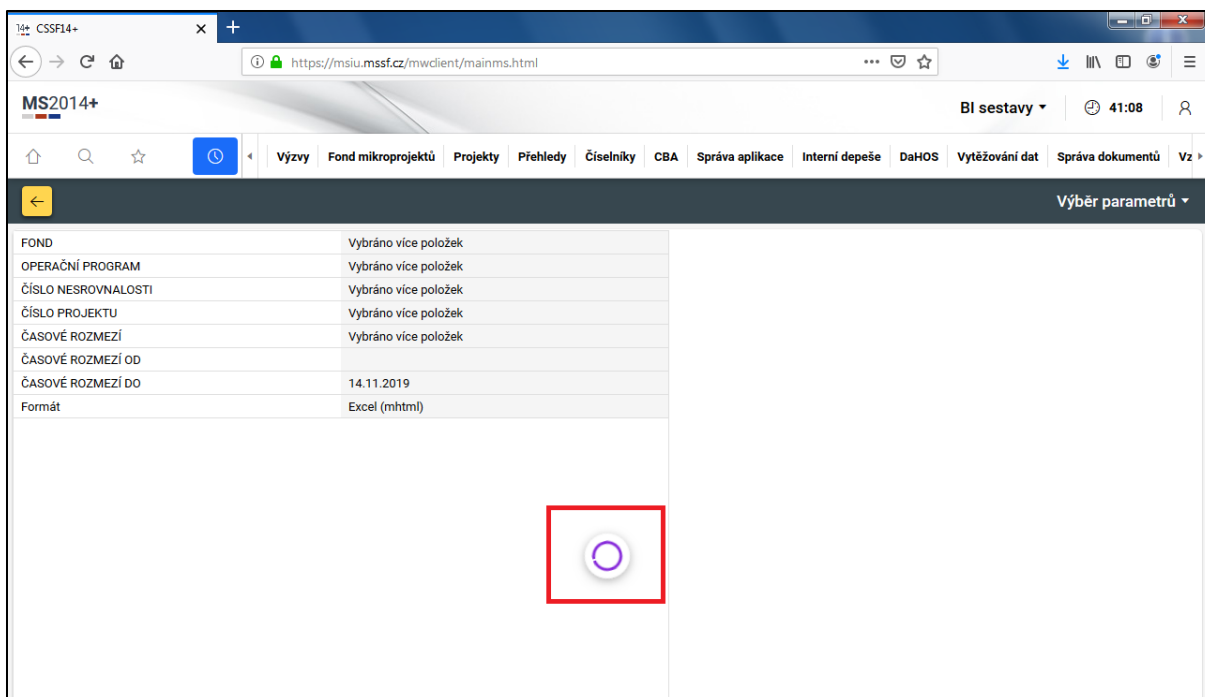 14+ CSSF14+
https://msiu.mssf.cz/mwclient/mainms.html
MS2014+ BI sestavy 41:08
Výzvy Fond mikroprojektů Projekty Přehledy Číselníky CBA Správa aplikace Interní depeše DaHOS Vytěžování dat Správa dokumentů Vz
Výběr parametrů
FOND Vybráno více položek
OPERAČNÍ PROGRAM Vybráno více položek
ČÍSLO NESROVNALOSTI Vybráno více položek
ČÍSLO PROJEKTU Vybráno více položek
ČASOVÉ ROZMEZÍ Vybráno více položek
ČASOVÉ ROZMEZÍ OD
ČASOVÉ ROZMEZÍ DO 14.11.2019
Formát Excel (mhtml)